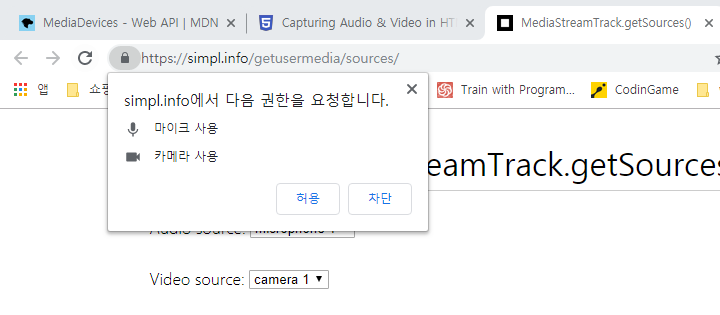 MediaDevices - Web API | MDN
Capturing Audio & Video in HT
MediaStreamTrack.getSources()
https://simpl.info/getusermedia/sources/
앱
쇼핑
Train with Program...
CodinGame
simpl.info에서 다음 권한을 요청합니다.
마이크 사용
카메라 사용
허용
차단
eamTrack.getSources
Audio source:
Video source: camera 1